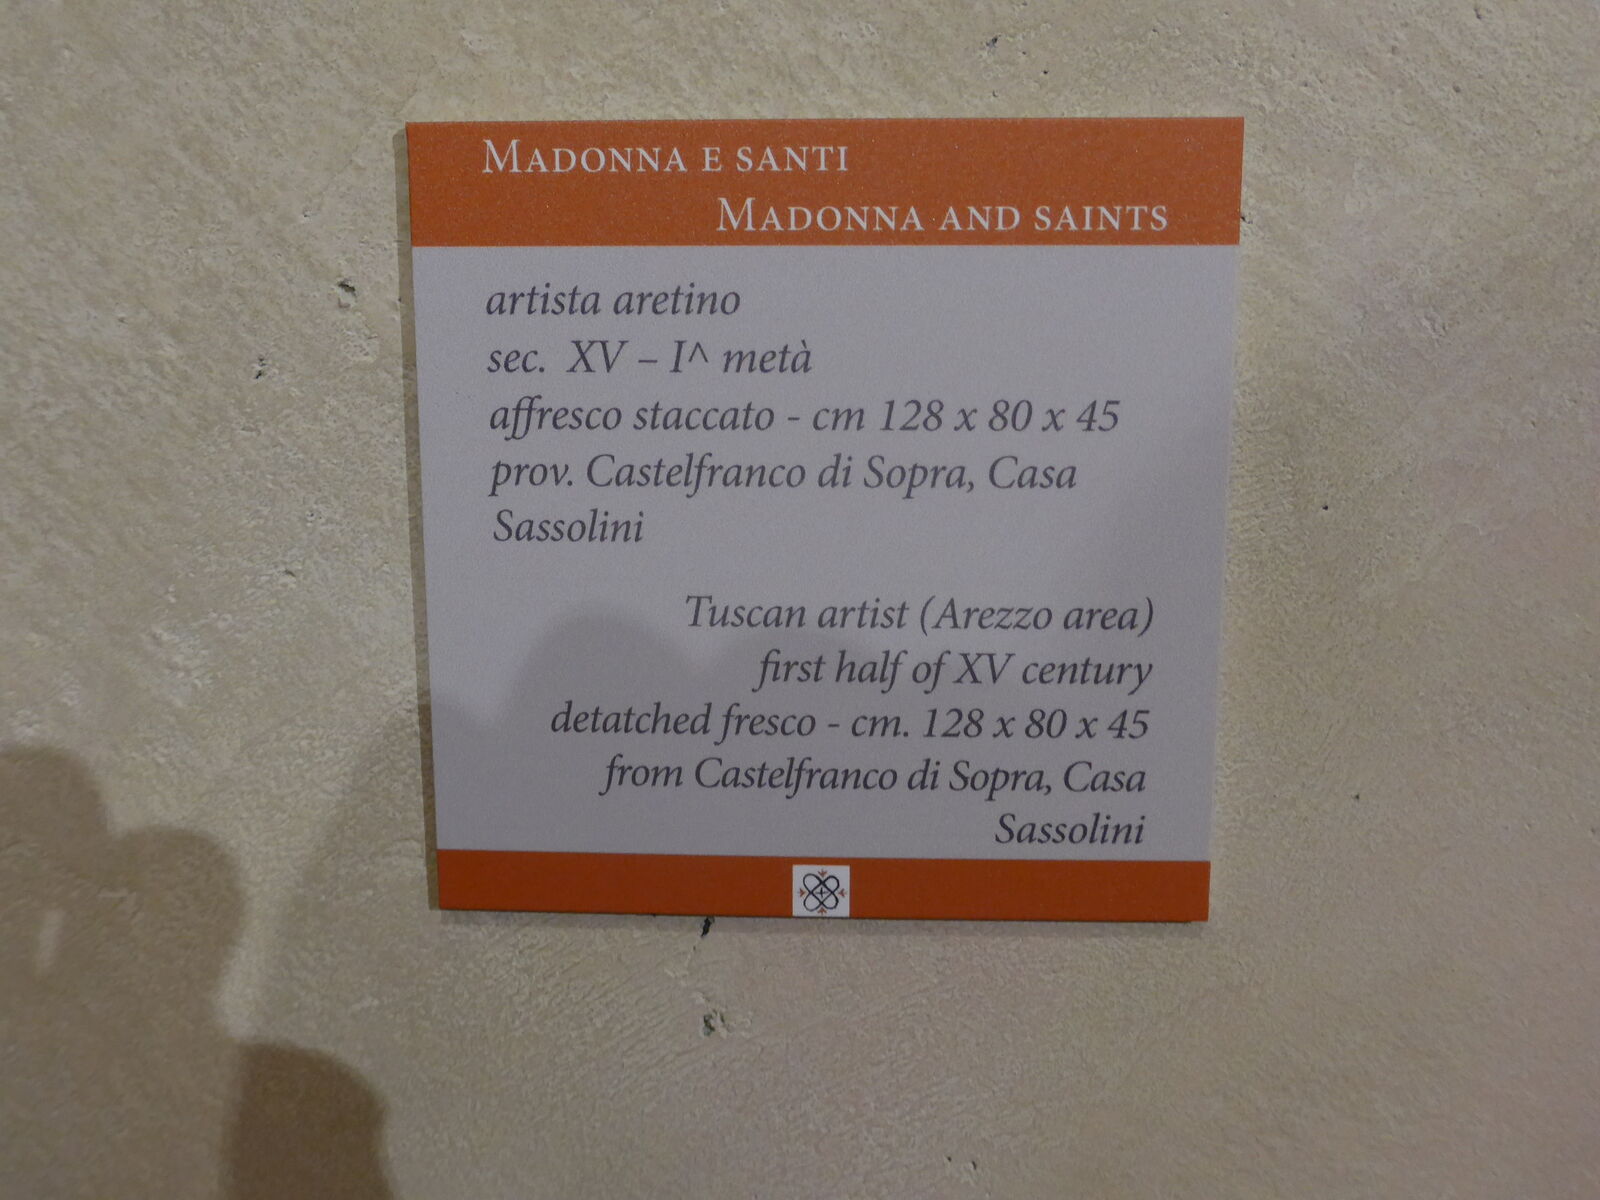 MADONNA E SANTI
MADONNA AND SAINTS
artista aretino
sec. XV – I^ metà
affresco staccato - cm 128 x 80 x 45
prov. Castelfranco di Sopra, Casa
Sassolini
Tuscan artist (Arezzo area)
first half of XV century
detatched fresco - cm. 128 x 80 x 45
from Castelfranco di Sopra, Casa
Sassolini